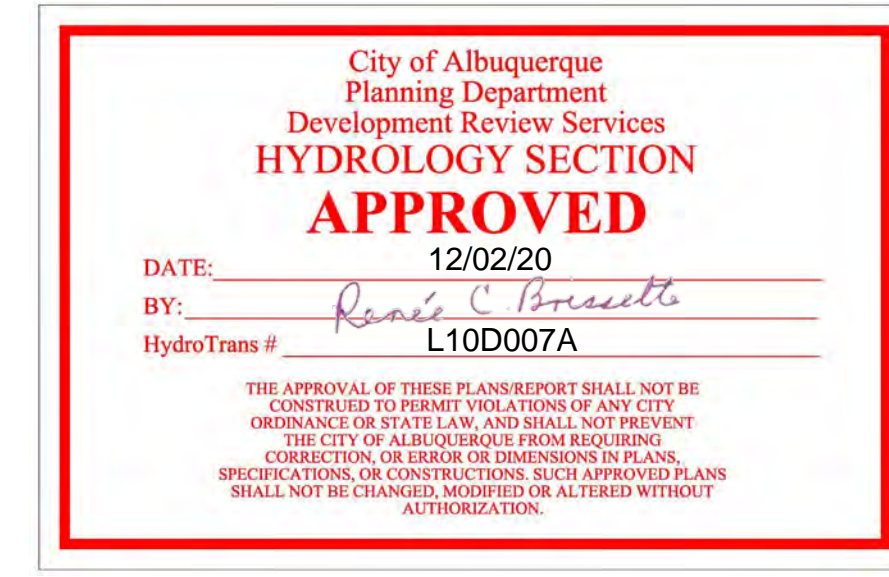 City of Albuquerque
Planning Department
Development Review Services
HYDROLOGY SECTION
APPROVED
DATE: 12/02/20
BY: Renée C. Brissette
HydroTrans # L10D007A
THE APPROVAL OF THESE PLANS/REPORT SHALL NOT BE
CONSTRUED TO PERMIT VIOLATIONS OF ANY CITY
ORDINANCE OR STATE LAW, AND SHALL NOT PREVENT
THE CITY OF ALBUQUERQUE FROM REQUIRING
CORRECTION, OR ERROR OR DIMENSIONS IN PLANS,
SPECIFICATIONS, OR CONSTRUCTIONS. SUCH APPROVED PLANS
SHALL NOT BE CHANGED, MODIFIED OR ALTERED WITHOUT
AUTHORIZATION.